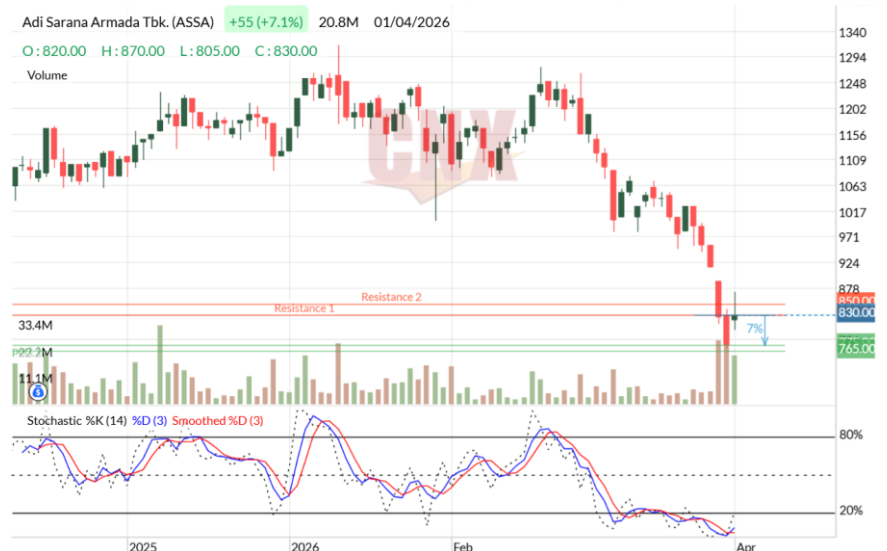 Adi Sarana Armada Tbk. (ASSA) +55 (+7.1%) 20.8M 01/04/2026
O:820.00 H:870.00 L:805.00 C:830.00
Volume
CNX
1340
1294
1248
1202
1156
1109
1063
1017
971
924
878
850.00
830.00
765.00
Resistance 2
Resistance 1
7%
33.4M
22.2M
11.1M
Stochastic %K (14) %D (3) Smoothed %D (3)
80%
20%
2025 2026 Feb Apr